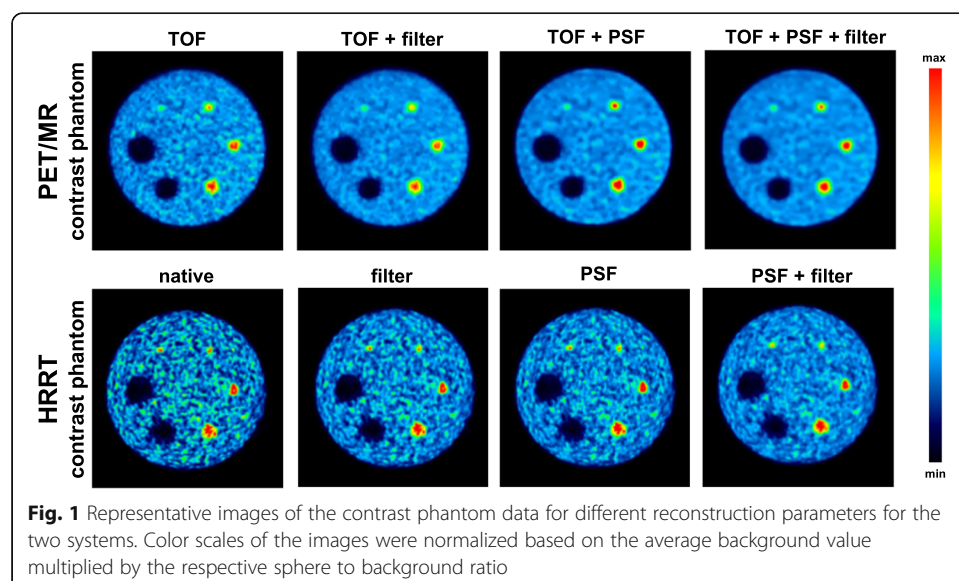 TOF
TOF + filter
TOF + PSF
TOF + PSF + filter
PET/MR
contrast phantom
max
native
filter
PSF
PSF + filter
HRRT
contrast phantom
min
Fig. 1 Representative images of the contrast phantom data for different reconstruction parameters for the
two systems. Color scales of the images were normalized based on the average background value
multiplied by the respective sphere to background ratio